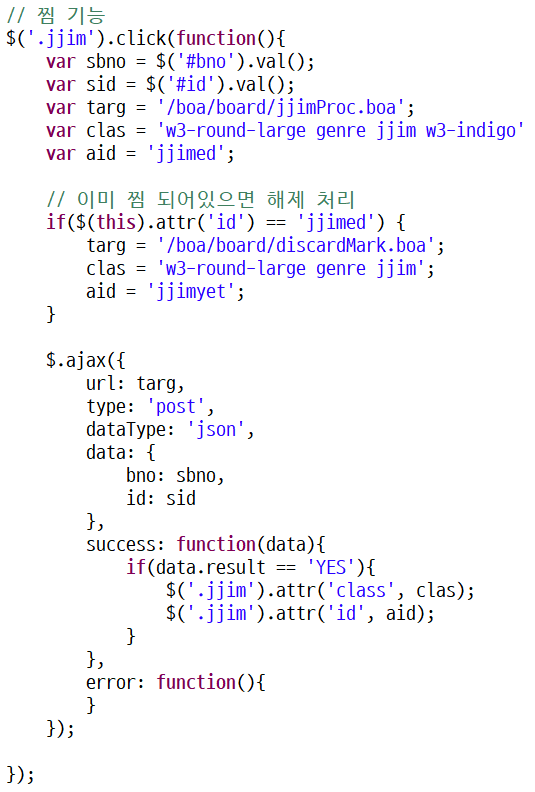 // 찜 기능
$('.jjim').click(function(){
    var sbno = $('#bno').val();
    var sid = $('#id').val();
    var targ = '/boa/board/jjimProc.boa';
    var clas = 'w3-round-large genre jjim w3-indigo'
    var aid = 'jjimed';

    // 이미 찜 되어있으면 해제 처리
    if($(this).attr('id') == 'jjimed') {
        targ = '/boa/board/discardMark.boa';
        clas = 'w3-round-large genre jjim';
        aid = 'jjimyet';
    }

    $.ajax({
        url: targ,
        type: 'post',
        dataType: 'json',
        data: {
            bno: sbno,
            id: sid
        },
        success: function(data){
            if(data.result == 'YES'){
                $('.jjim').attr('class', clas);
                $('.jjim').attr('id', aid);
            }
        },
        error: function(){
        }
    });

});